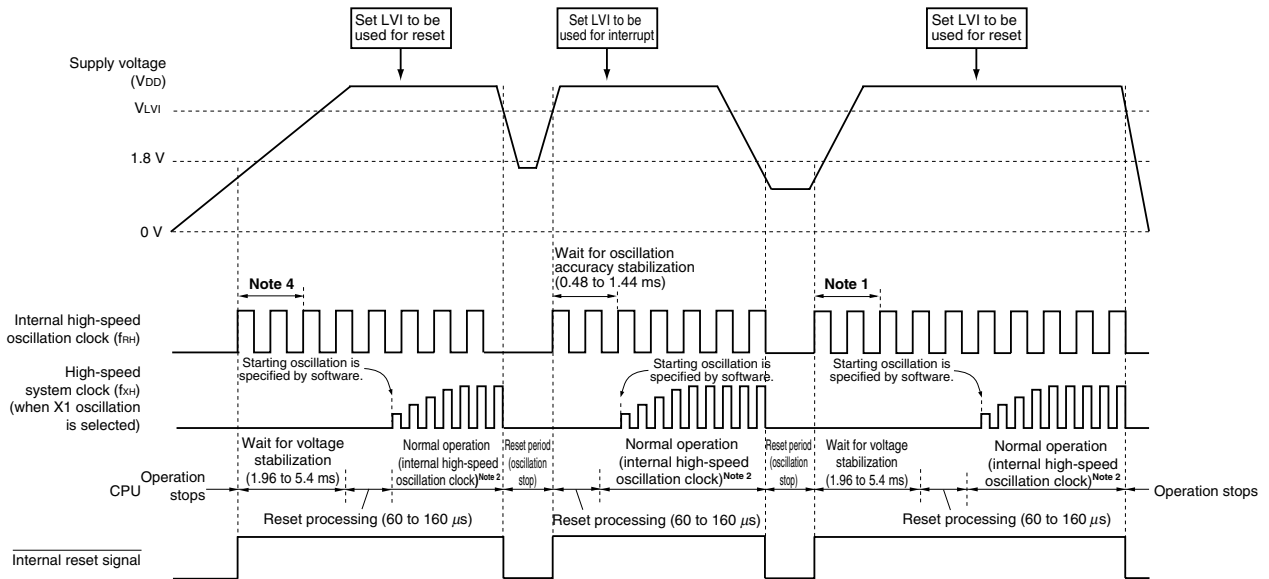 Set LVI to be
used for reset
Set LVI to be
used for interrupt
Set LVI to be
used for reset
Supply voltage
(VDD)
VLVI
1.8 V
0 V
Wait for oscillation
accuracy stabilization
(0.48 to 1.44 ms)
Note 4
Note 1
Internal high-speed
oscillation clock (fRH)
Starting oscillation is
specified by software.
Starting oscillation is
specified by software.
Starting oscillation is
specified by software.
High-speed
system clock (fXH)
(when X1 oscillation
is selected)
Wait for voltage
stabilization
(1.96 to 5.4 ms)
Normal operation
(internal high-speed
oscillation clock)Note 2
Reset period
(oscillation
stop)
Normal operation
(internal high-speed
oscillation clock)Note 2
Reset period
(oscillation
stop)
Wait for voltage
stabilization
(1.96 to 5.4 ms)
Normal operation
(internal high-speed
oscillation clock)Note 2
CPU
Operation
stops
Operation stops
Reset processing (60 to 160 μs)
Reset processing (60 to 160 μs)
Reset processing (60 to 160 μs)
Internal reset signal